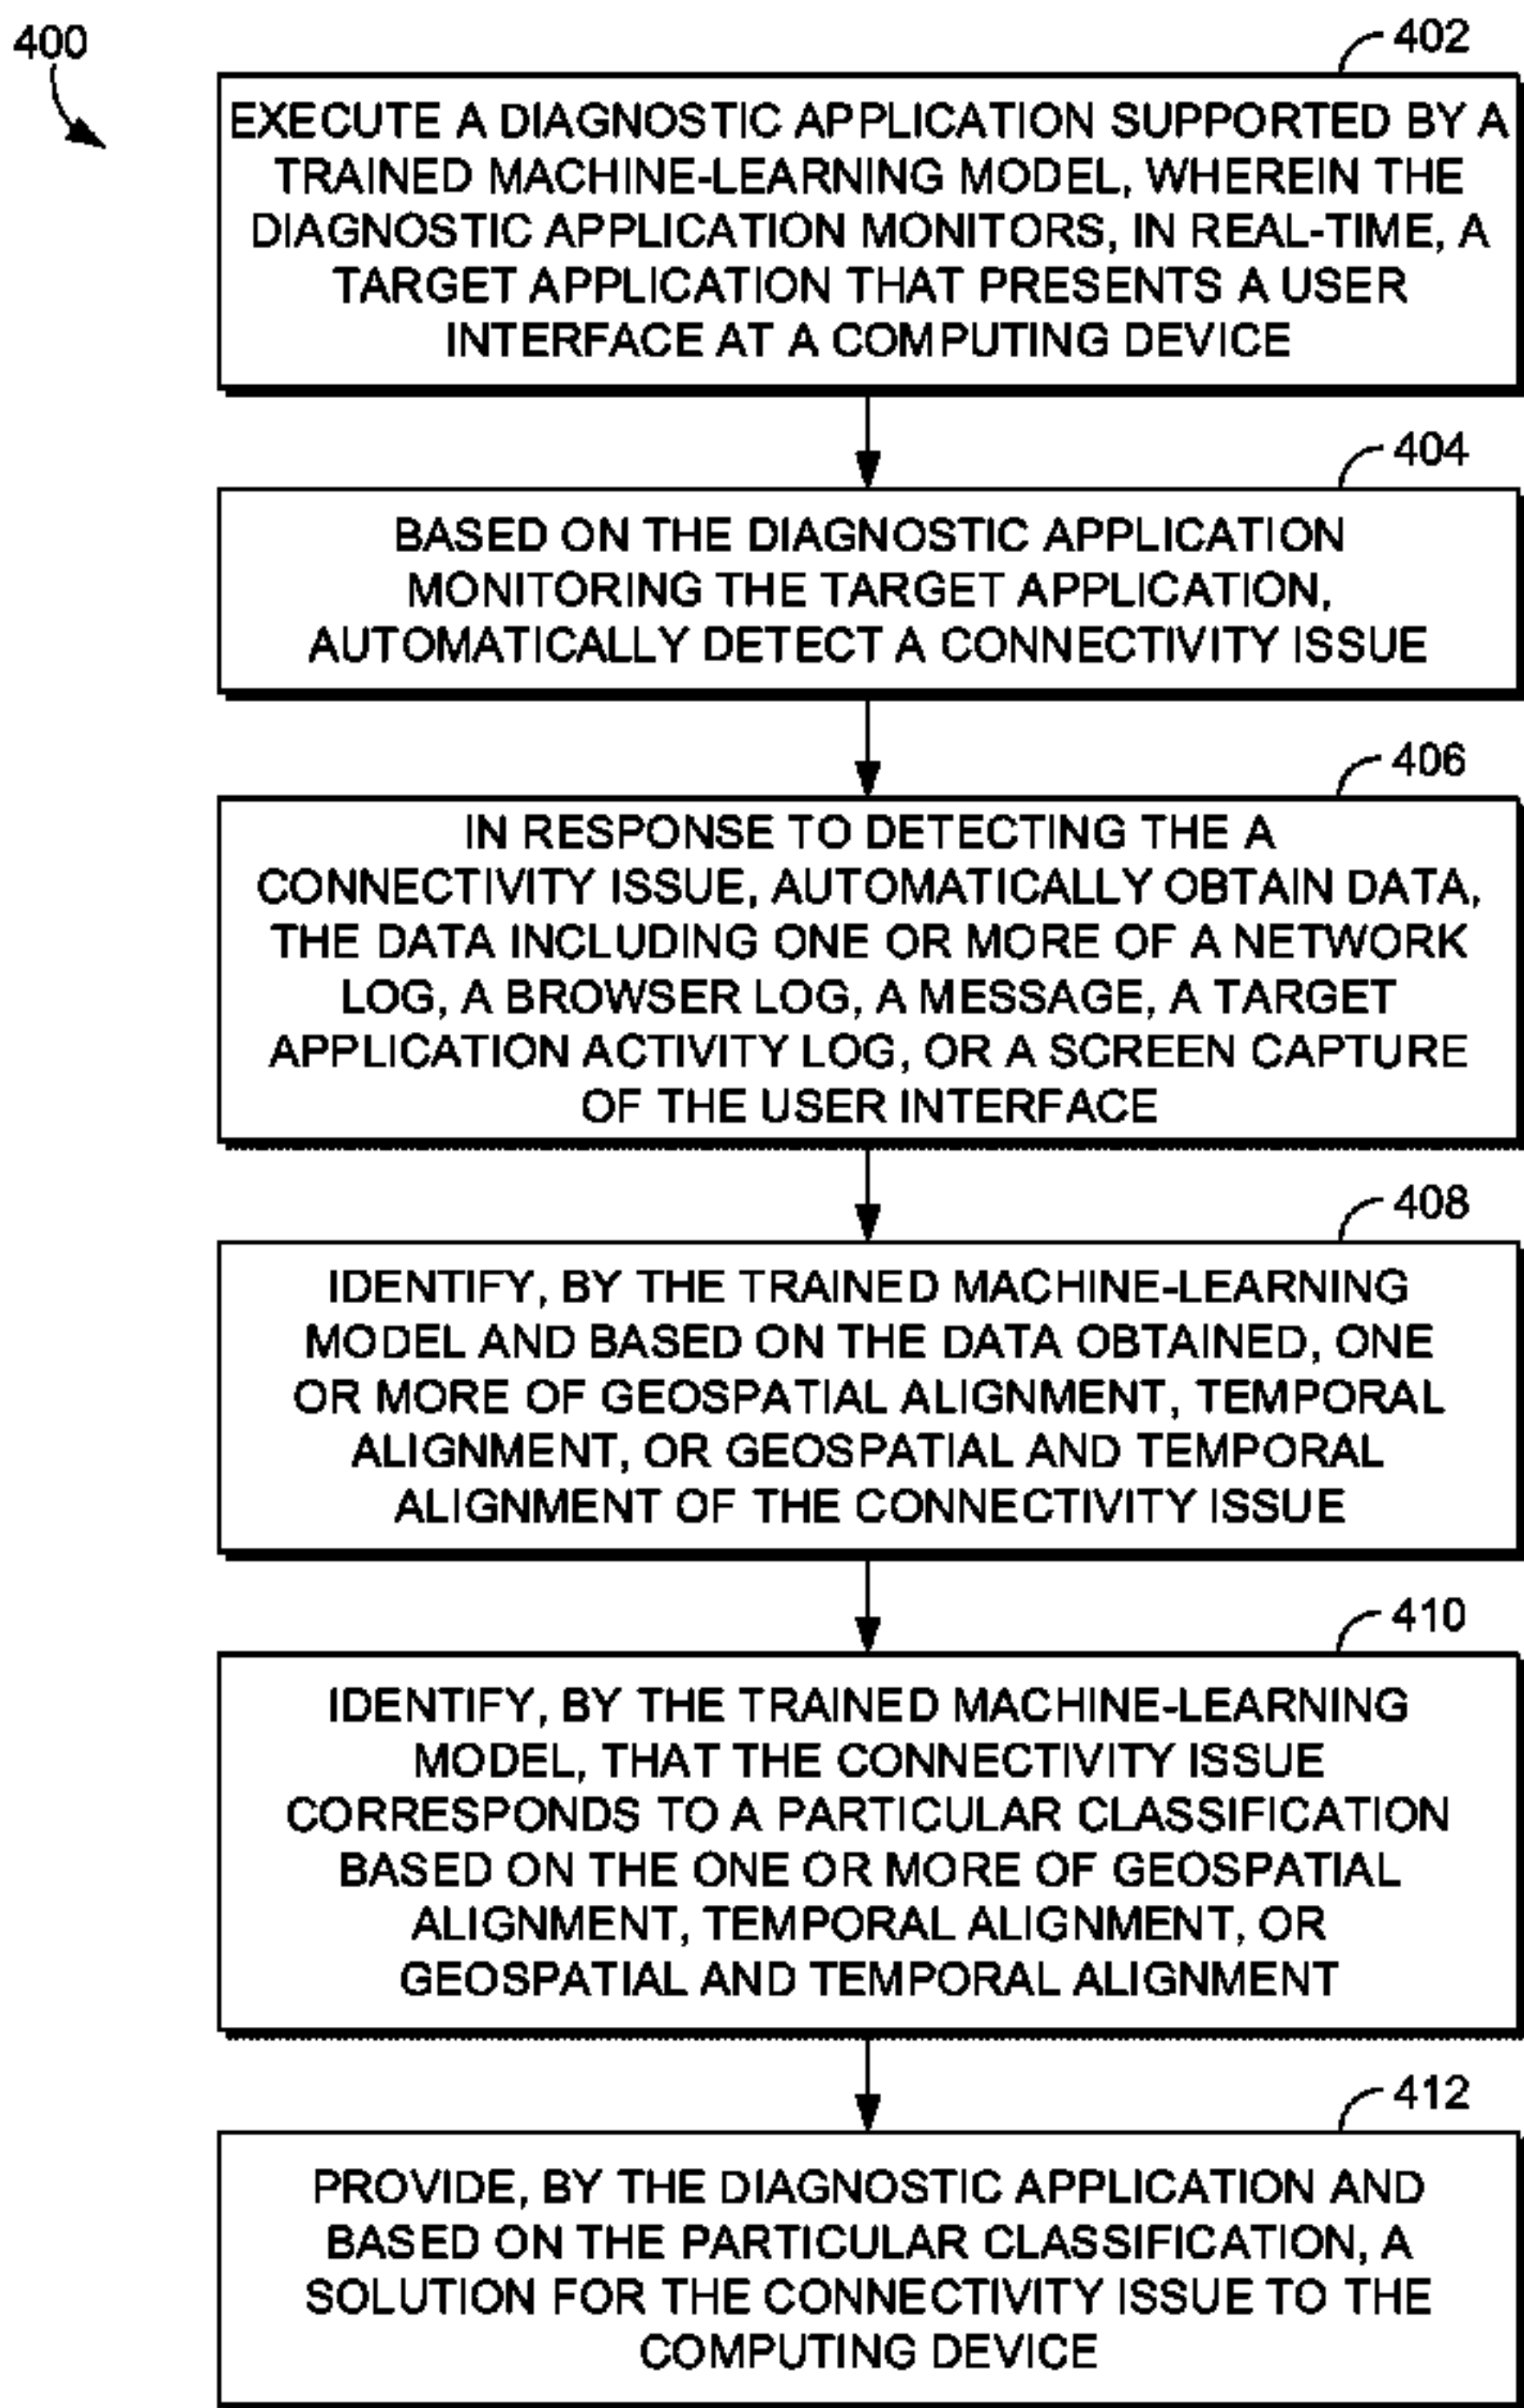 400
402
EXECUTE A DIAGNOSTIC APPLICATION SUPPORTED BY A
TRAINED MACHINE-LEARNING MODEL, WHEREIN THE
DIAGNOSTIC APPLICATION MONITORS, IN REAL-TIME, A
TARGET APPLICATION THAT PRESENTS A USER
INTERFACE AT A COMPUTING DEVICE
404
BASED ON THE DIAGNOSTIC APPLICATION
MONITORING THE TARGET APPLICATION,
AUTOMATICALLY DETECT A CONNECTIVITY ISSUE
406
IN RESPONSE TO DETECTING THE A
CONNECTIVITY ISSUE, AUTOMATICALLY OBTAIN DATA,
THE DATA INCLUDING ONE OR MORE OF A NETWORK
LOG, A BROWSER LOG, A MESSAGE, A TARGET
APPLICATION ACTIVITY LOG, OR A SCREEN CAPTURE
OF THE USER INTERFACE
408
IDENTIFY, BY THE TRAINED MACHINE-LEARNING
MODEL AND BASED ON THE DATA OBTAINED, ONE
OR MORE OF GEOSPATIAL ALIGNMENT, TEMPORAL
ALIGNMENT, OR GEOSPATIAL AND TEMPORAL
ALIGNMENT OF THE CONNECTIVITY ISSUE
410
IDENTIFY, BY THE TRAINED MACHINE-LEARNING
MODEL, THAT THE CONNECTIVITY ISSUE
CORRESPONDS TO A PARTICULAR CLASSIFICATION
BASED ON THE ONE OR MORE OF GEOSPATIAL
ALIGNMENT, TEMPORAL ALIGNMENT, OR
GEOSPATIAL AND TEMPORAL ALIGNMENT
412
PROVIDE, BY THE DIAGNOSTIC APPLICATION AND
BASED ON THE PARTICULAR CLASSIFICATION, A
SOLUTION FOR THE CONNECTIVITY ISSUE TO THE
COMPUTING DEVICE